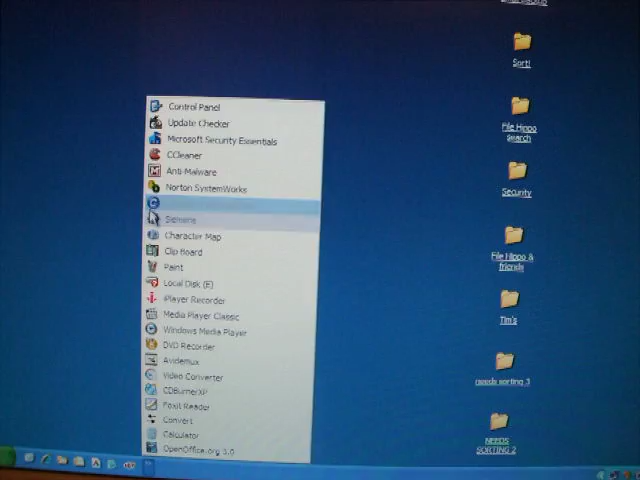 Control Panel
Update Checker
Microsoft Security Essentials
CCleaner
Anti-Malware
Norton SystemWorks
Siemens
Character Map
Clip Board
Paint
Local Disk (E)
iPlayer Recorder
Media Player Classic
Windows Media Player
DVD Recorder
Avidemux
Video Converter
CDBurnerXP
Foxit Reader
Convert
Calculator
OpenOffice.org 3.0
Sort!
File Hippo
search
Security
File Hippo &
friends
Tim's
needs sorting 3
NEEDS
SORTING 2